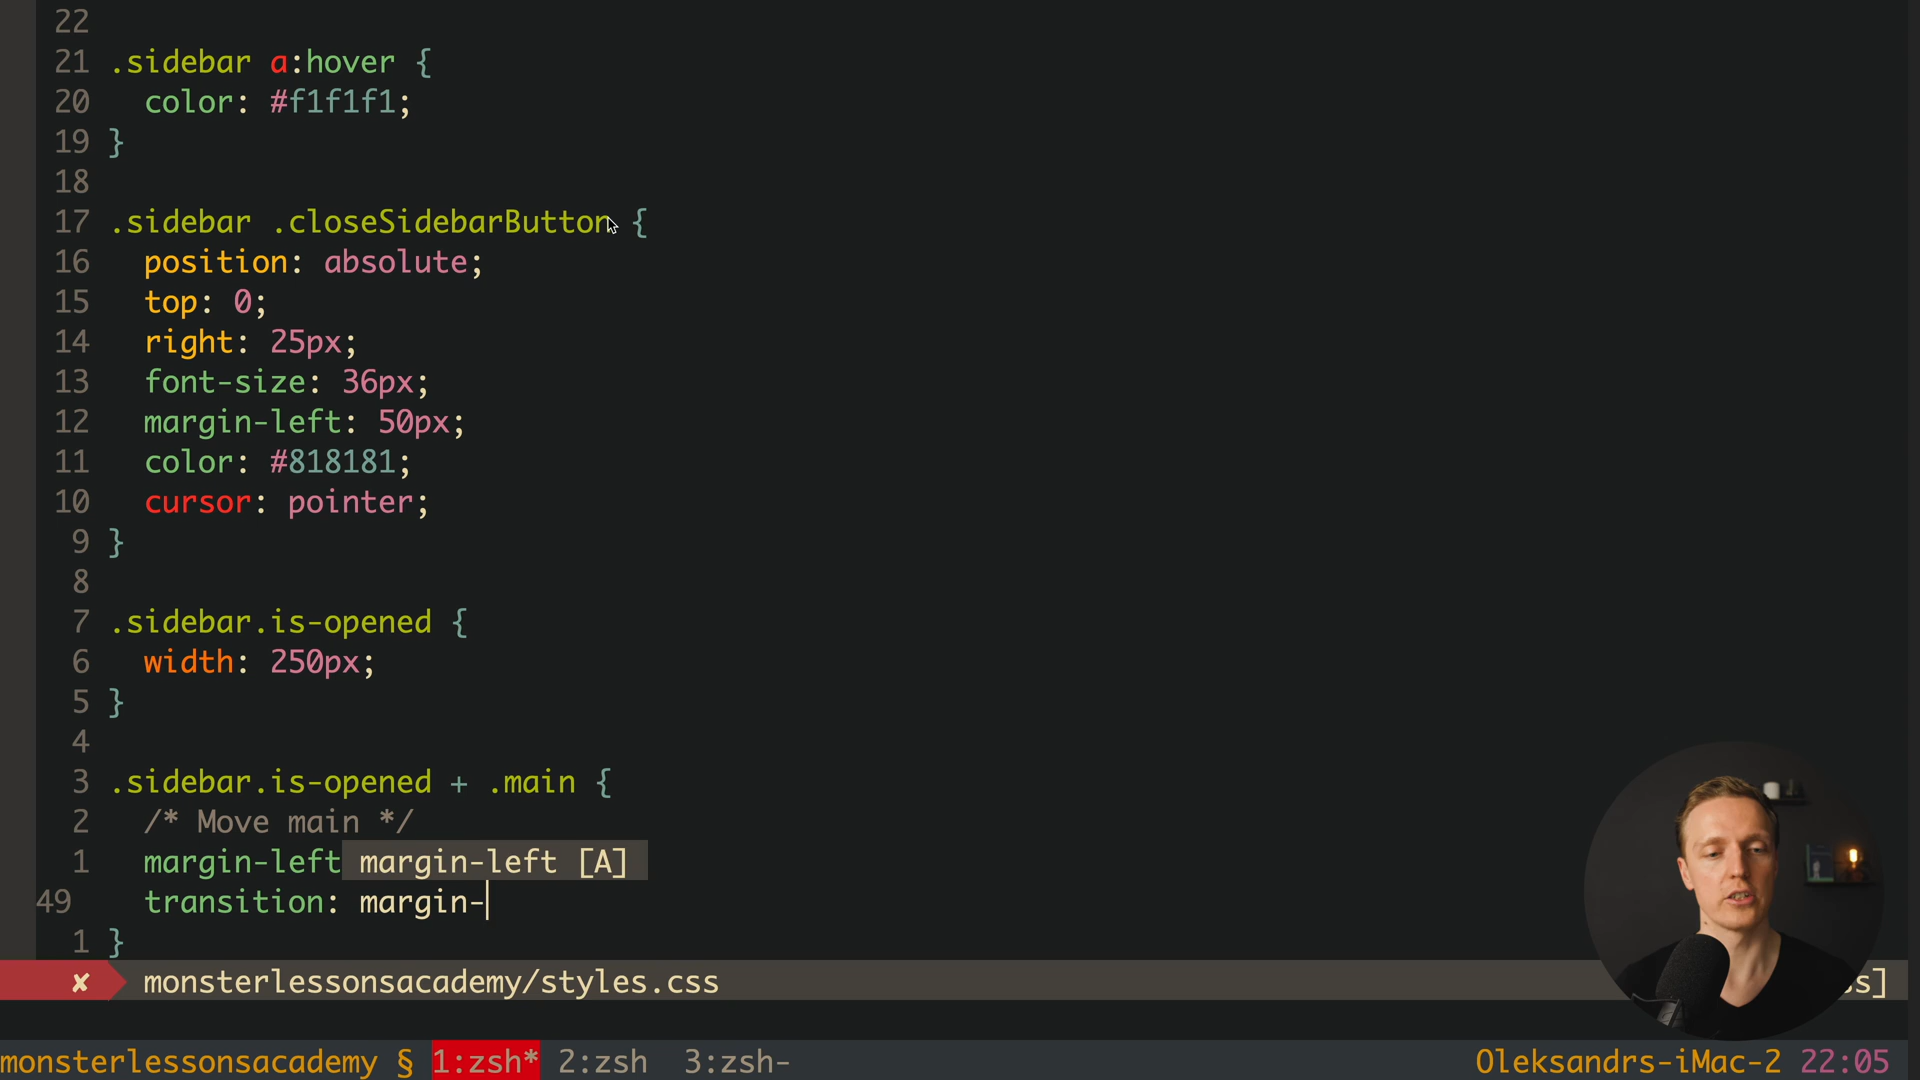 22
21 .sidebar a:hover {
20 color: #f1f1f1;
19 }
18
17 .sidebar .closeSidebarButton {
16 position: absolute;
15 top: 0;
14 right: 25px;
13 font-size: 36px;
12 margin-left: 50px;
11 color: #818181;
10 cursor: pointer;
9 }
8
7 .sidebar.is-opened {
6 width: 250px;
5 }
4
3 .sidebar.is-opened + .main {
2 /* Move main */
1 margin-left margin-left [A]
49 transition: margin-
1 }
✘ monsterlessonsacademy/styles.css s]
monsterlessonsacademy § 1:zsh* 2:zsh 3:zsh- Oleksandrs-iMac-2 22:05